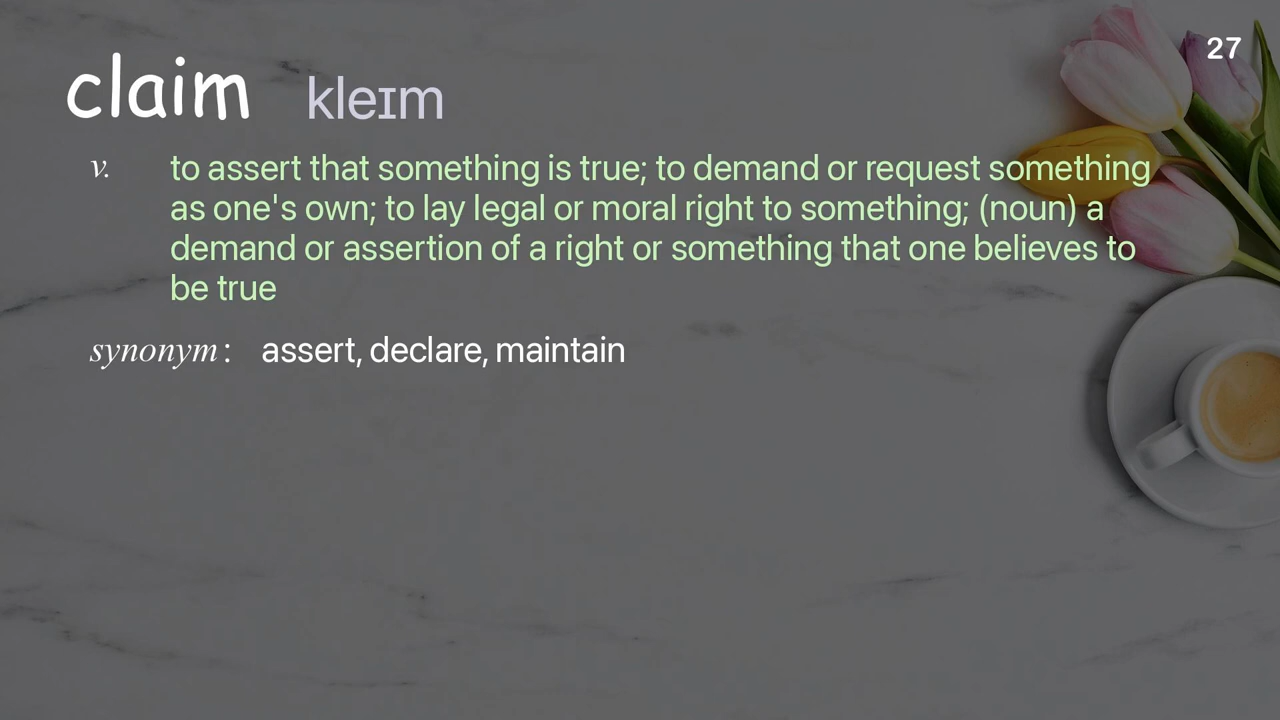 27
claim kleɪm
v. to assert that something is true; to demand or request something
as one's own; to lay legal or moral right to something; (noun) a
demand or assertion of a right or something that one believes to
be true
synonym : assert, declare, maintain